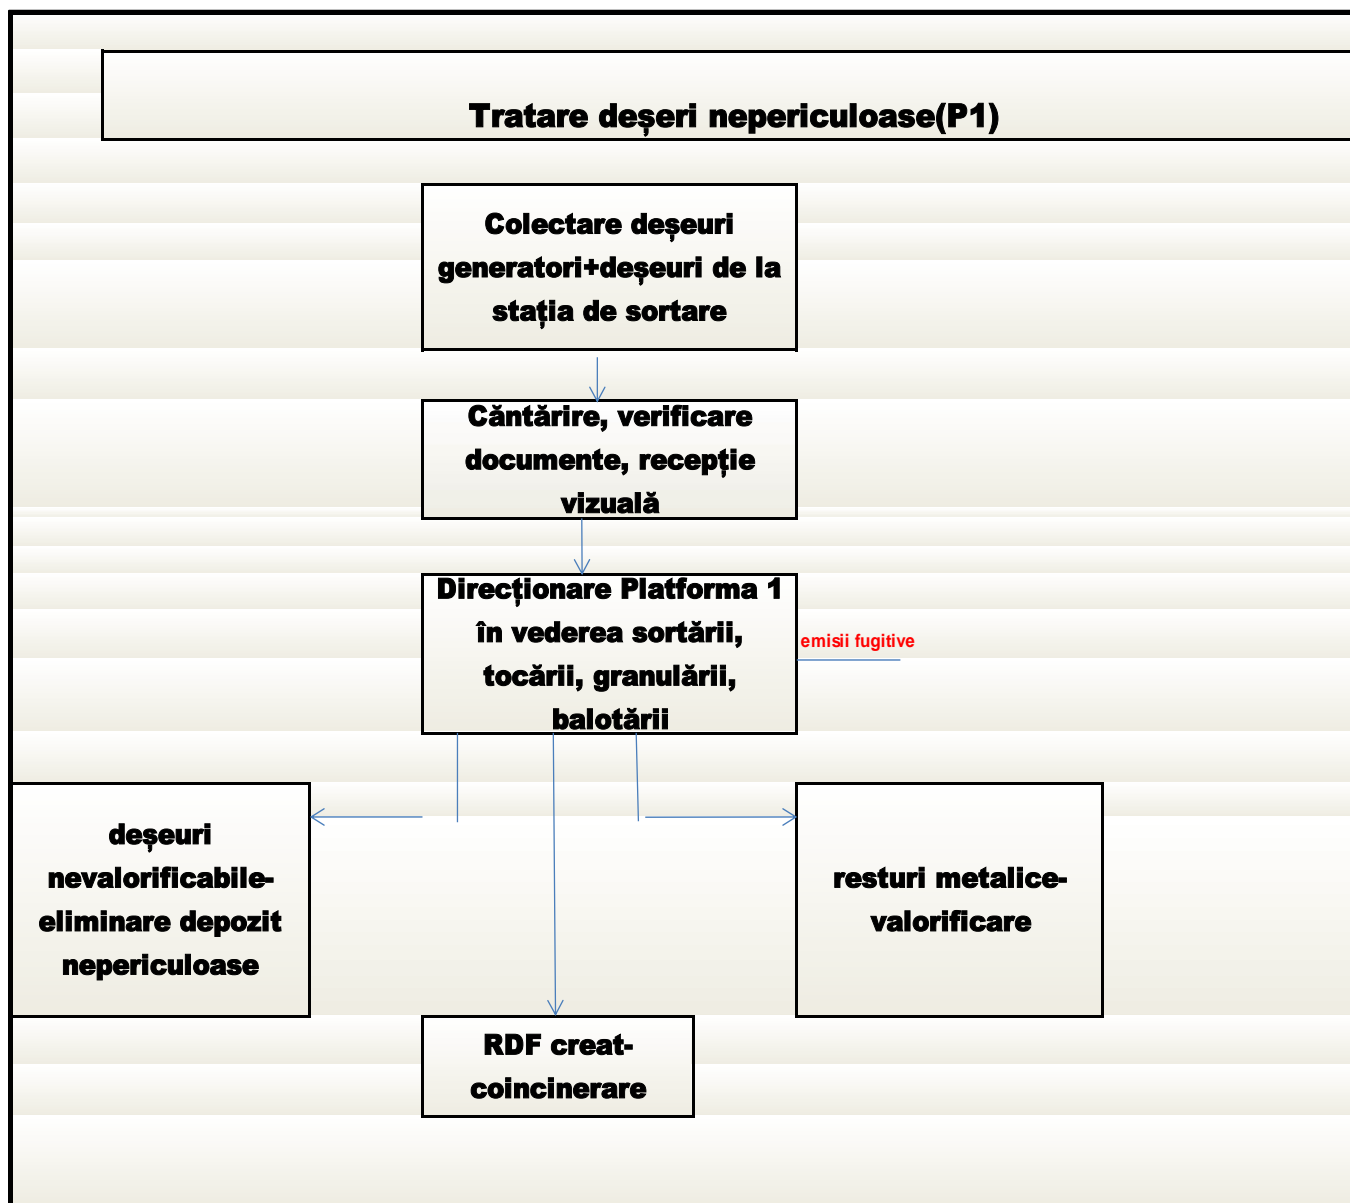 Tratare deșeri nepericuloase(P1)
Colectare deșeuri
generatori+deșeuri de la
stația de sortare
Căntărire, verificare
documente, recepție
vizuală
Direcționare Platforma 1
în vederea sortării,
tocării, granulării,
balotării
emisii fugitive
deșeuri
nevalorificabile-
eliminare depozit
nepericuloase
resturi metalice-
valorificare
RDF creat-
coincinerare